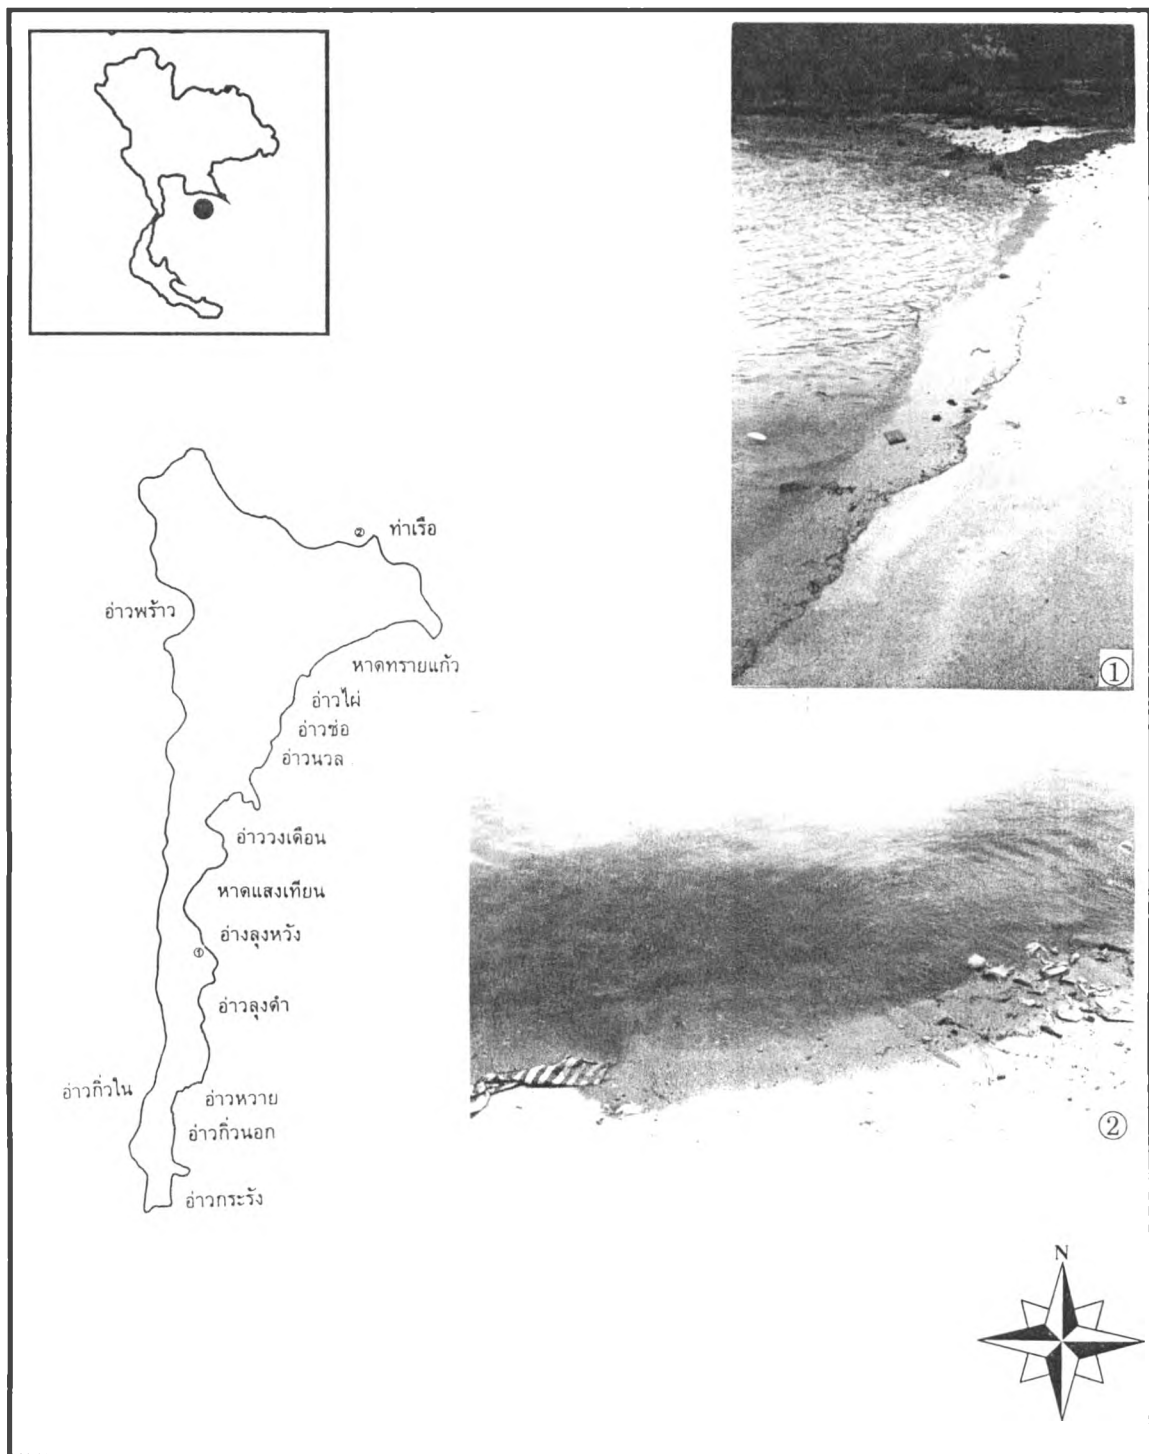 ②
ท่าเรือ
อ่าวพร้าว
หาดทรายแก้ว
อ่าวไผ่
อ่าวช่อ
อ่าวนวล
อ่าววงเดือน
หาดแสงเทียน
อ่างลุงหวัง
①
อ่าวลุงดำ
อ่าวกิ่วใน
อ่าวหวาย
อ่าวกิ่วนอก
อ่าวกระรัง
①
②
N